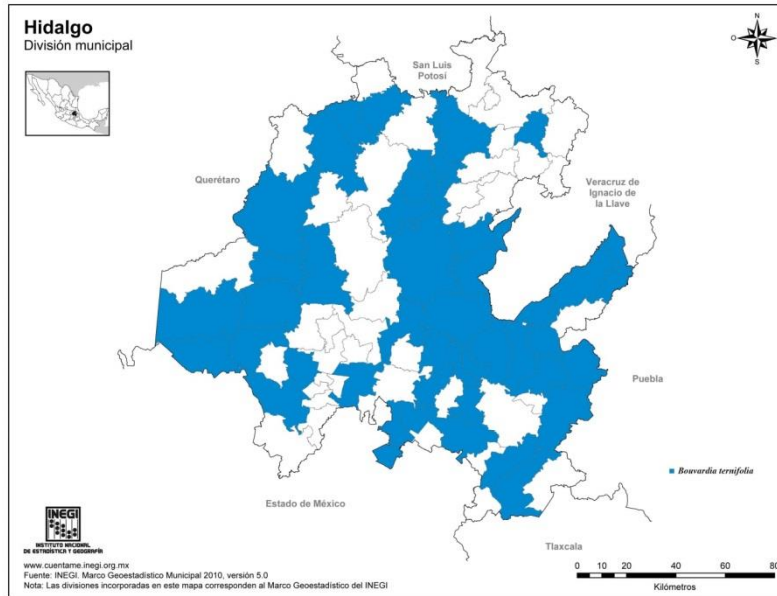 Hidalgo
División municipal
N
O
E
S
San Luis
Potosí
Querétaro
Veracruz de
Ignacio de
la Llave
Puebla
Bouvardia ternifolia
Estado de México
Tlaxcala
INEGI
INSTITUTO NACIONAL
DE ESTADÍSTICA Y GEOGRAFÍA
www.cuentame.inegi.org.mx
Fuente: INEGI. Marco Geoestadístico Municipal 2010, versión 5.0
Nota: Las divisiones incorporadas en este mapa corresponden al Marco Geoestadístico del INEGI
0 10 20 40 60 80
Kilómetros